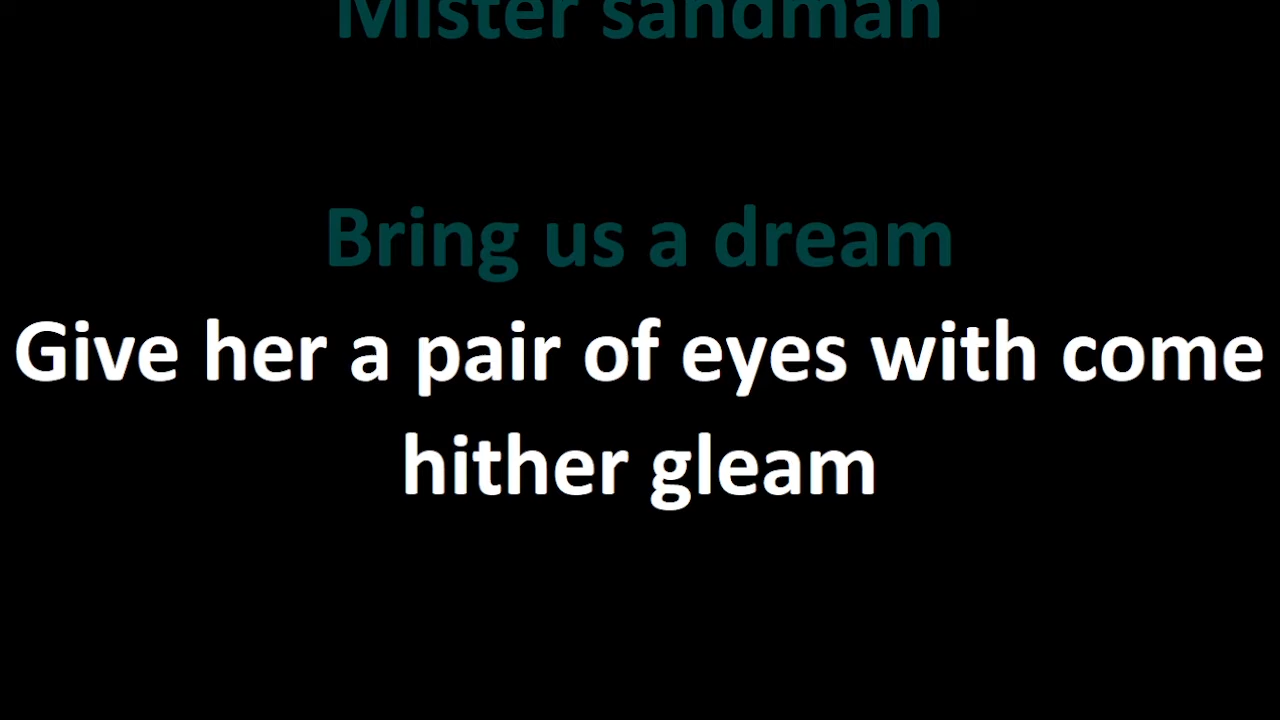 Mister sandman
Bring us a dream
Give her a pair of eyes with come
hither gleam